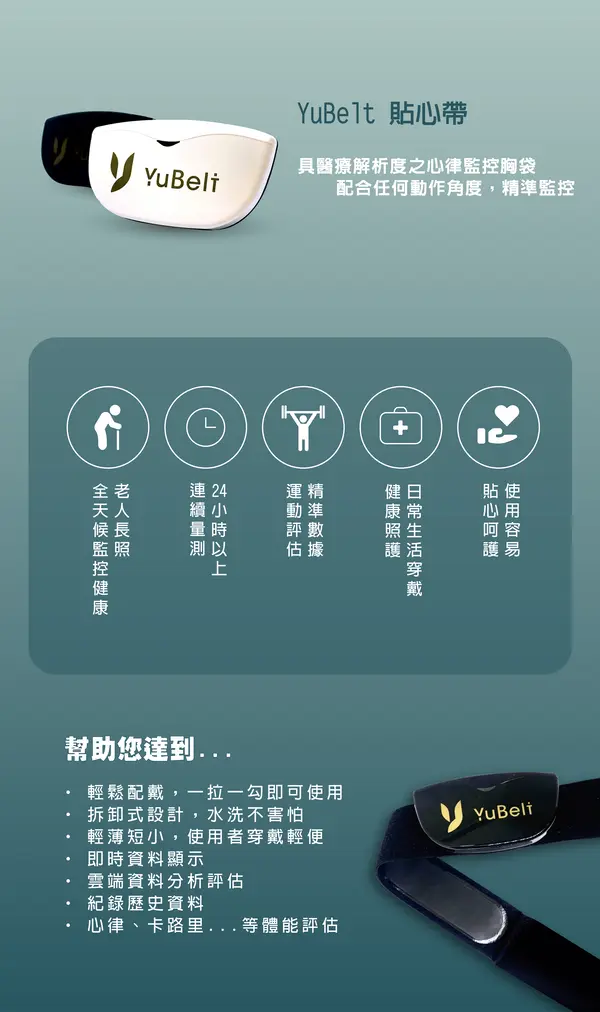 YuBelt 貼心帶
具醫療解析度之心律監控胸袋
配合任何動作角度，精準監控
YuBelt
老人長照
全天候監控健康
24小時以上
連續量測
精準數據
運動評估
日常生活穿戴
健康照護
使用容易
貼心呵護
幫助您達到...
· 輕鬆配戴，一拉一勾即可使用
· 拆卸式設計，水洗不害怕
· 輕薄短小，使用者穿戴輕便
· 即時資料顯示
· 雲端資料分析評估
· 紀錄歷史資料
· 心律、卡路里...等體能評估
YuBelt